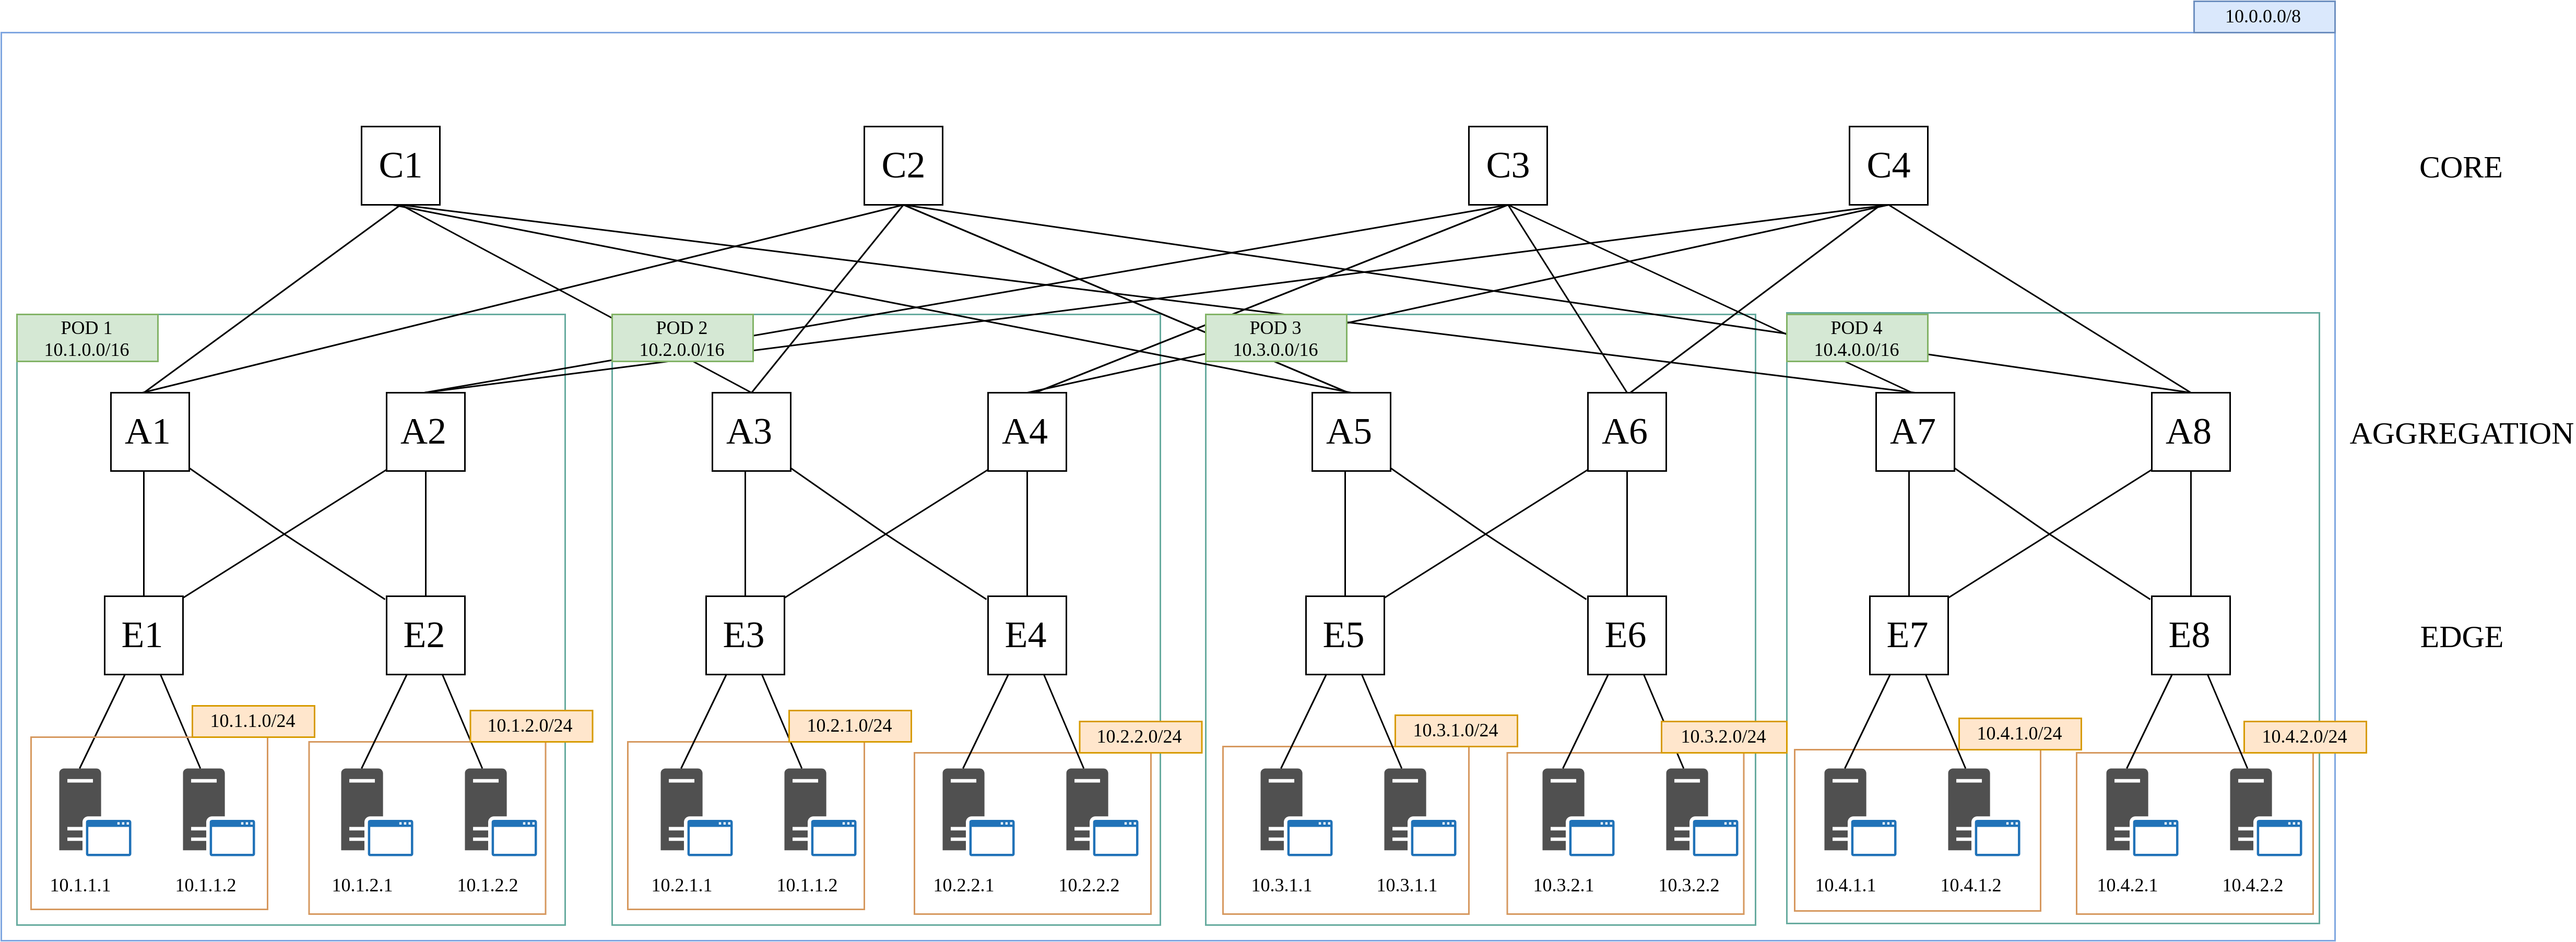 10.0.0.0/8
C1
C2
C3
C4
CORE
POD 1
10.1.0.0/16
POD 2
10.2.0.0/16
POD 3
10.3.0.0/16
POD 4
10.4.0.0/16
A1
A2
A3
A4
A5
A6
A7
A8
AGGREGATION
E1
E2
E3
E4
E5
E6
E7
E8
EDGE
10.1.1.0/24
10.1.2.0/24
10.2.1.0/24
10.2.2.0/24
10.3.1.0/24
10.3.2.0/24
10.4.1.0/24
10.4.2.0/24
10.1.1.1
10.1.1.2
10.1.2.1
10.1.2.2
10.2.1.1
10.1.1.2
10.2.2.1
10.2.2.2
10.3.1.1
10.3.1.1
10.3.2.1
10.3.2.2
10.4.1.1
10.4.1.2
10.4.2.1
10.4.2.2